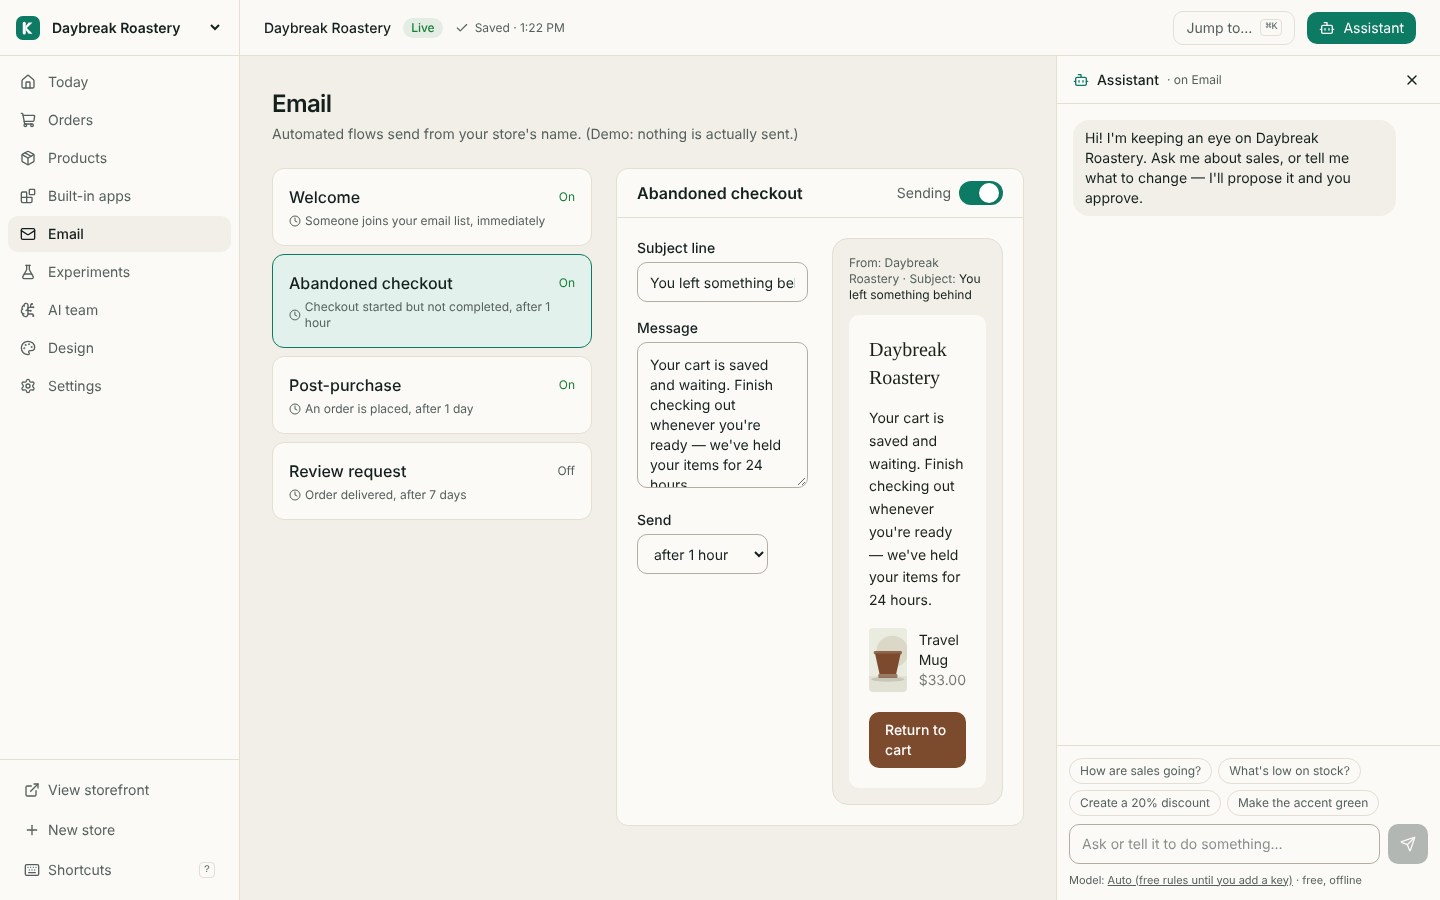 K Daybreak Roastery
Today
Orders
Products
Built-in apps
Email
Experiments
AI team
Design
Settings
View storefront
New store
Shortcuts ?
Daybreak Roastery Live Saved · 1:22 PM
Jump to... ⌘K Assistant
Email
Automated flows send from your store's name. (Demo: nothing is actually sent.)
Welcome On
Someone joins your email list, immediately
Abandoned checkout On
Checkout started but not completed, after 1
hour
Post-purchase On
An order is placed, after 1 day
Review request Off
Order delivered, after 7 days
Abandoned checkout Sending
Subject line
You left something be
Message
Your cart is saved
and waiting. Finish
checking out
whenever you're
ready — we've held
your items for 24
hours.
Send
after 1 hour
From: Daybreak
Roastery · Subject: You
left something behind
Daybreak
Roastery
Your cart is
saved and
waiting. Finish
checking out
whenever
you're ready
— we've held
your items for
24 hours.
Travel
Mug
$33.00
Return to
cart
Assistant · on Email
Hi! I'm keeping an eye on Daybreak
Roastery. Ask me about sales, or tell me
what to change — I'll propose it and you
approve.
How are sales going? What's low on stock?
Create a 20% discount Make the accent green
Ask or tell it to do something...
Model: Auto (free rules until you add a key) · free, offline